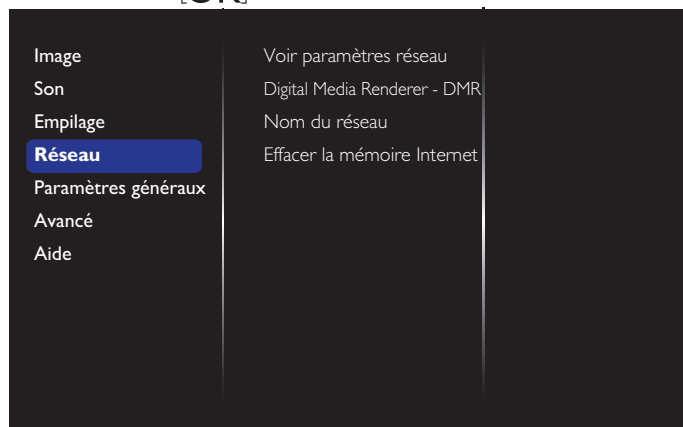 [OK]
Image
Son
Empilage
Réseau
Paramètres généraux
Avancé
Aide
Voir paramètres réseau
Digital Media Renderer - DMR
Nom du réseau
Effacer la mémoire Internet